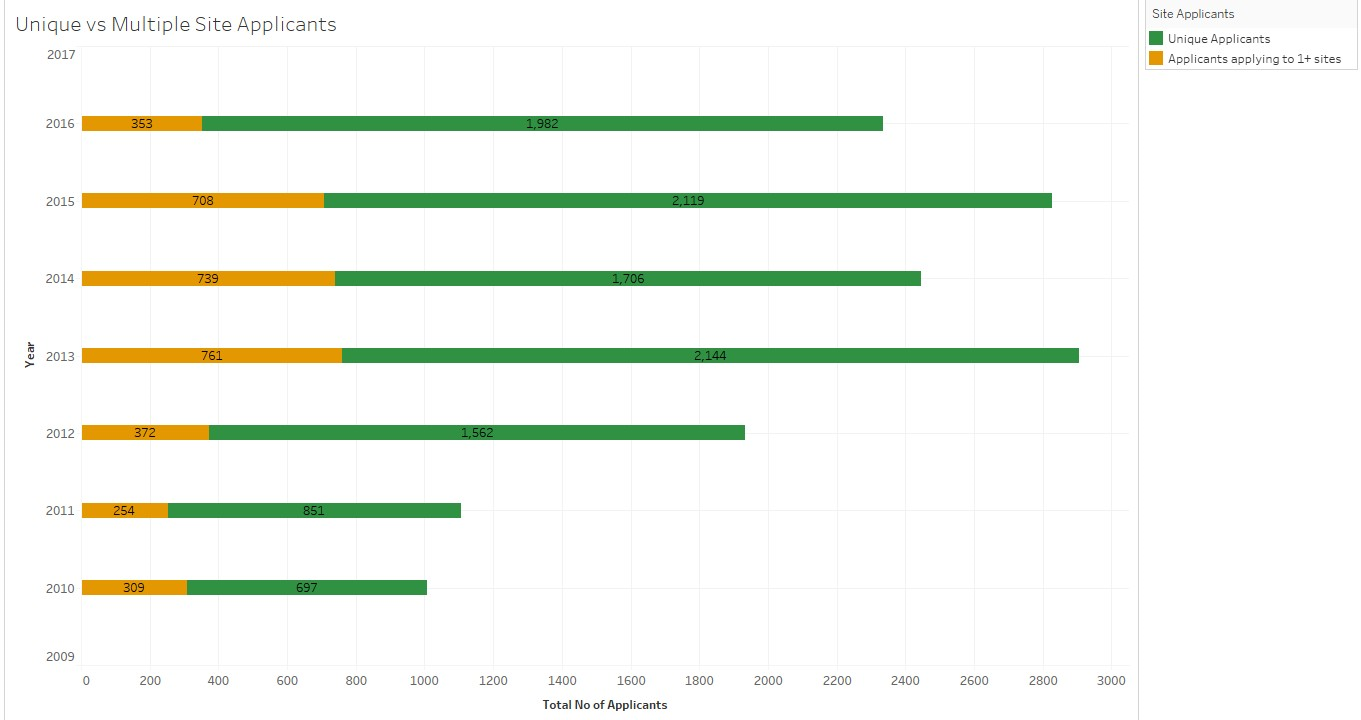 Unique vs Multiple Site Applicants
Site Applicants
Unique Applicants
Applicants applying to 1+ sites
2017
2016 353 1,982
2015 708 2,119
2014 739 1,706
Year
2013 761 2,144
2012 372 1,562
2011 254 851
2010 309 697
2009
0 200 400 600 800 1000 1200 1400 1600 1800 2000 2200 2400 2600 2800 3000
Total No of Applicants